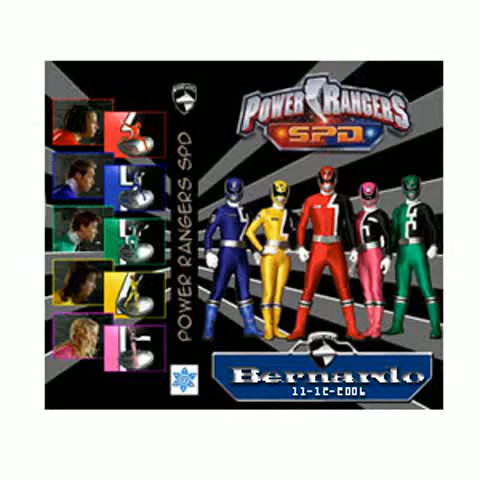 POWER RANGERS SPD
POWER RANGERS
SPD
Bernardo
11-12-2006